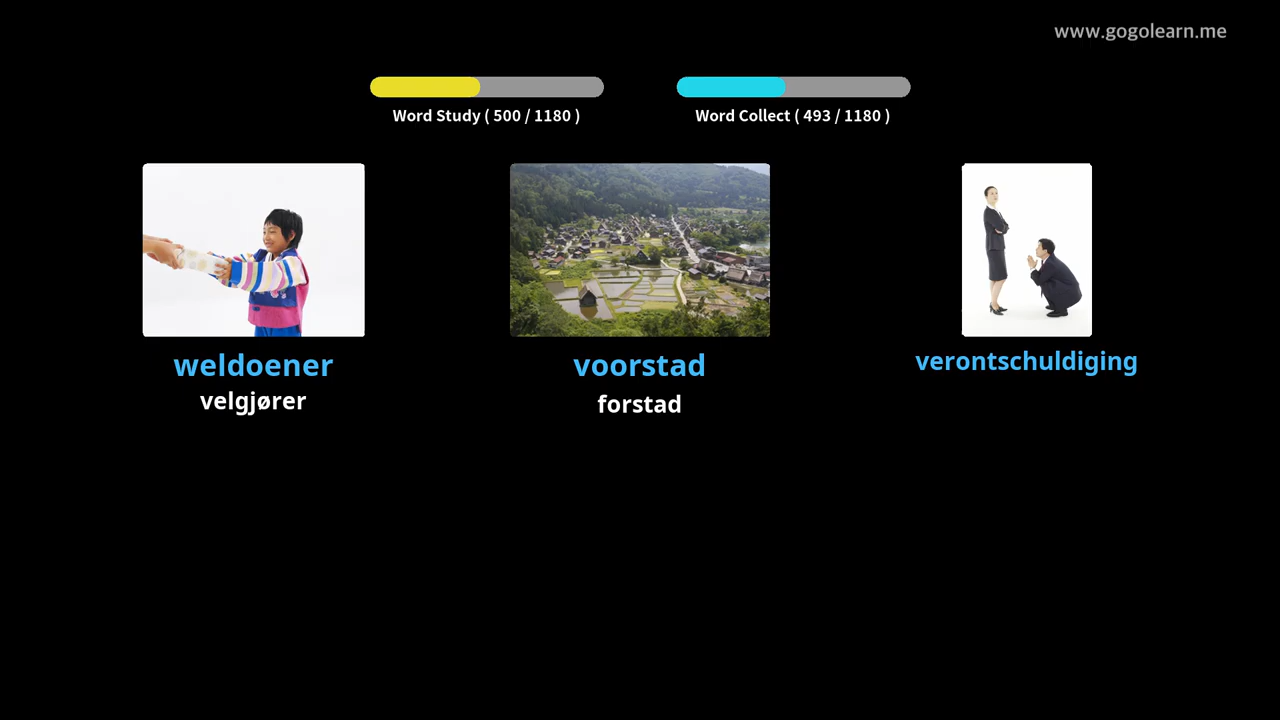 www.gogolearn.me
Word Study ( 500 / 1180 )
Word Collect ( 493 / 1180 )
weldoener
velgjører
voorstad
forstad
verontschuldiging